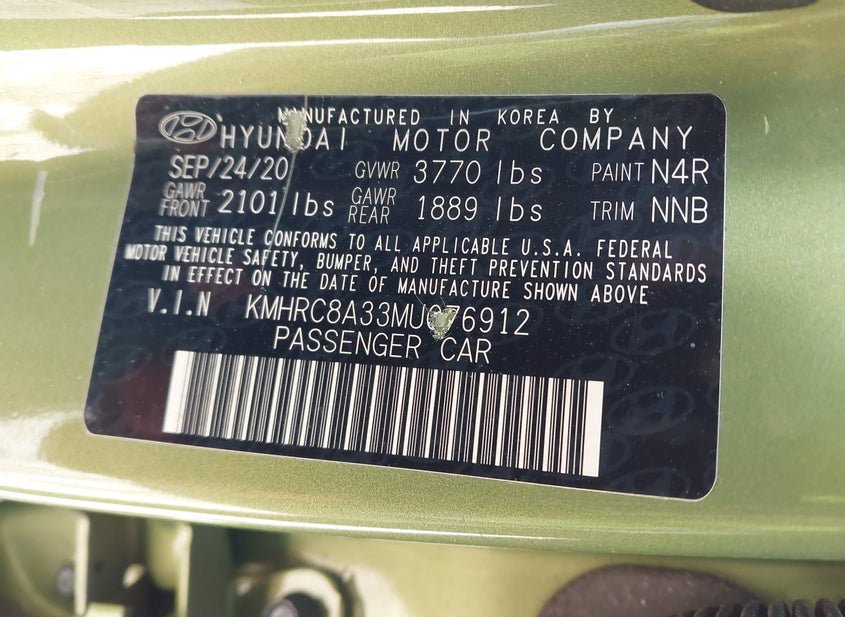 MANUFACTURED IN KOREA BY
HYUNDAI MOTOR COMPANY
SEP/24/20 GVWR 3770 lbs PAINT N4R
GAWR FRONT 2101 lbs GAWR REAR 1889 lbs TRIM NNB
THIS VEHICLE CONFORMS TO ALL APPLICABLE U.S.A. FEDERAL
MOTOR VEHICLE SAFETY, BUMPER, AND THEFT PREVENTION STANDARDS
IN EFFECT ON THE DATE OF MANUFACTURE SHOWN ABOVE
V.I.N KMHRC8A33MU076912
PASSENGER CAR